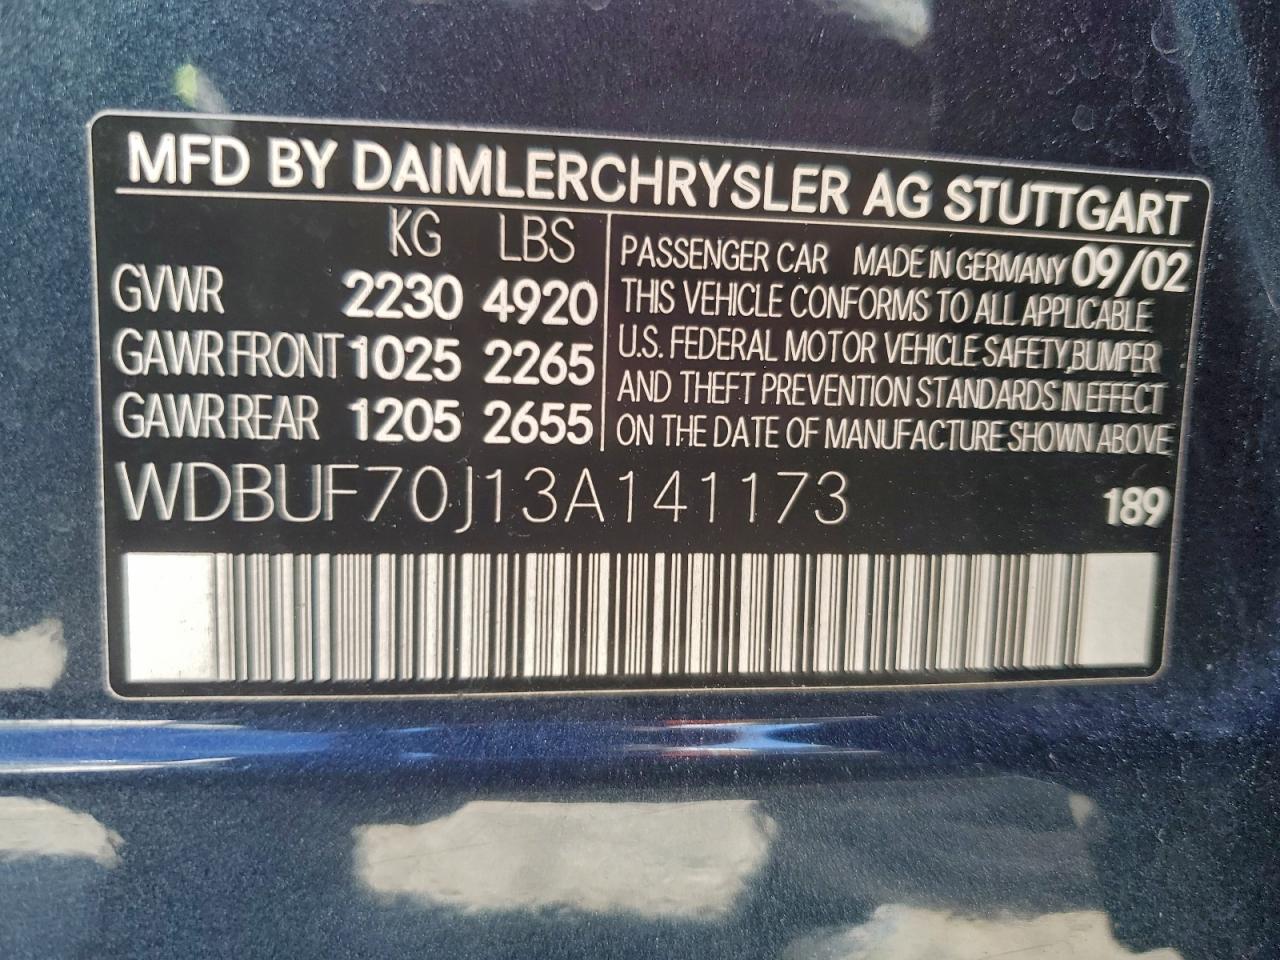 MFD BY DAIMLERCHRYSLER AG STUTTGART
KG LBS
GVWR 2230 4920
GAWR FRONT 1025 2265
GAWR REAR 1205 2655
PASSENGER CAR MADE IN GERMANY 09/02
THIS VEHICLE CONFORMS TO ALL APPLICABLE
U.S. FEDERAL MOTOR VEHICLE SAFETY, BUMPER
AND THEFT PREVENTION STANDARDS IN EFFECT
ON THE DATE OF MANUFACTURE SHOWN ABOVE
WDBUF70J13A141173 189